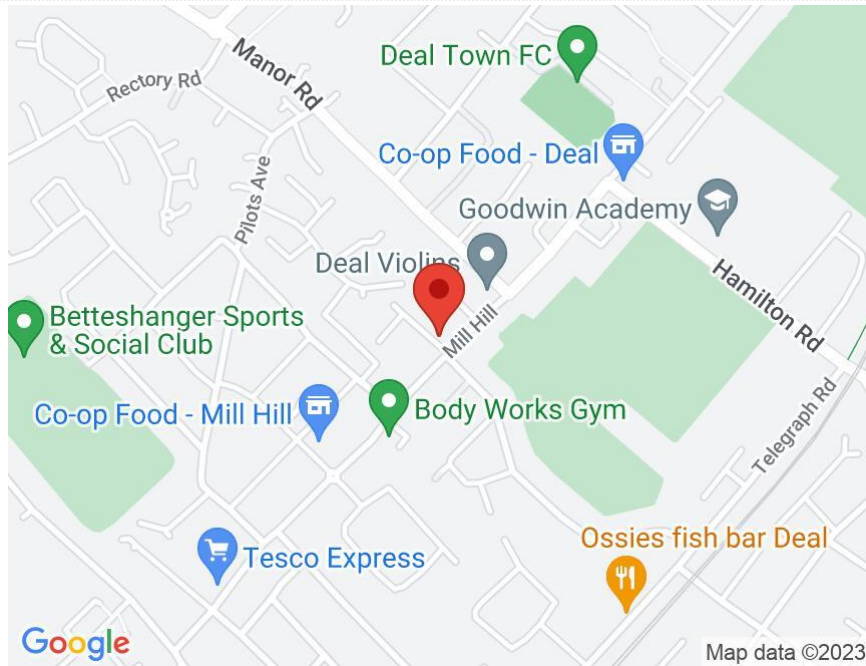 Deal Town FC
Manor Rd
Rectory Rd
Co-op Food - Deal
Pilots Ave
Goodwin Academy
Deal Violins
Hamilton Rd
Betteshanger Sports
& Social Club
Mill Hill
Co-op Food - Mill Hill
Body Works Gym
Telegraph Rd
Ossies fish bar Deal
Tesco Express
Google
Map data ©2023